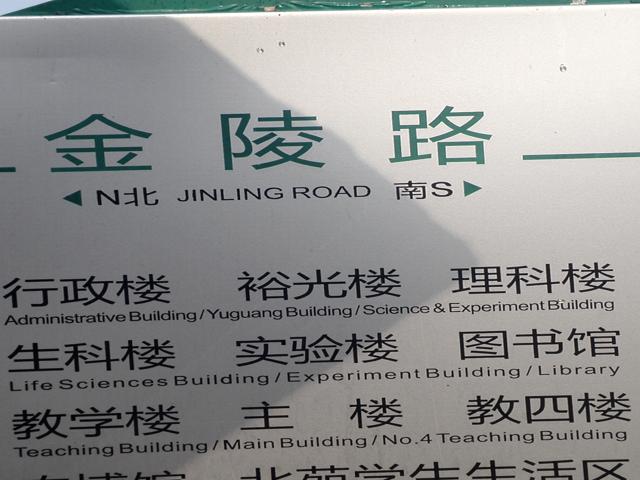 金陵路
N北 JINLING ROAD 南S
行政楼 裕光楼 理科楼
Administrative Building / Yuguang Building / Science & Experiment Building
生科楼 实验楼 图书馆
Life Sciences Building / Experiment Building / Library
教学楼 主楼 教四楼
Teaching Building / Main Building / No.4 Teaching Building
北苑学生生活区